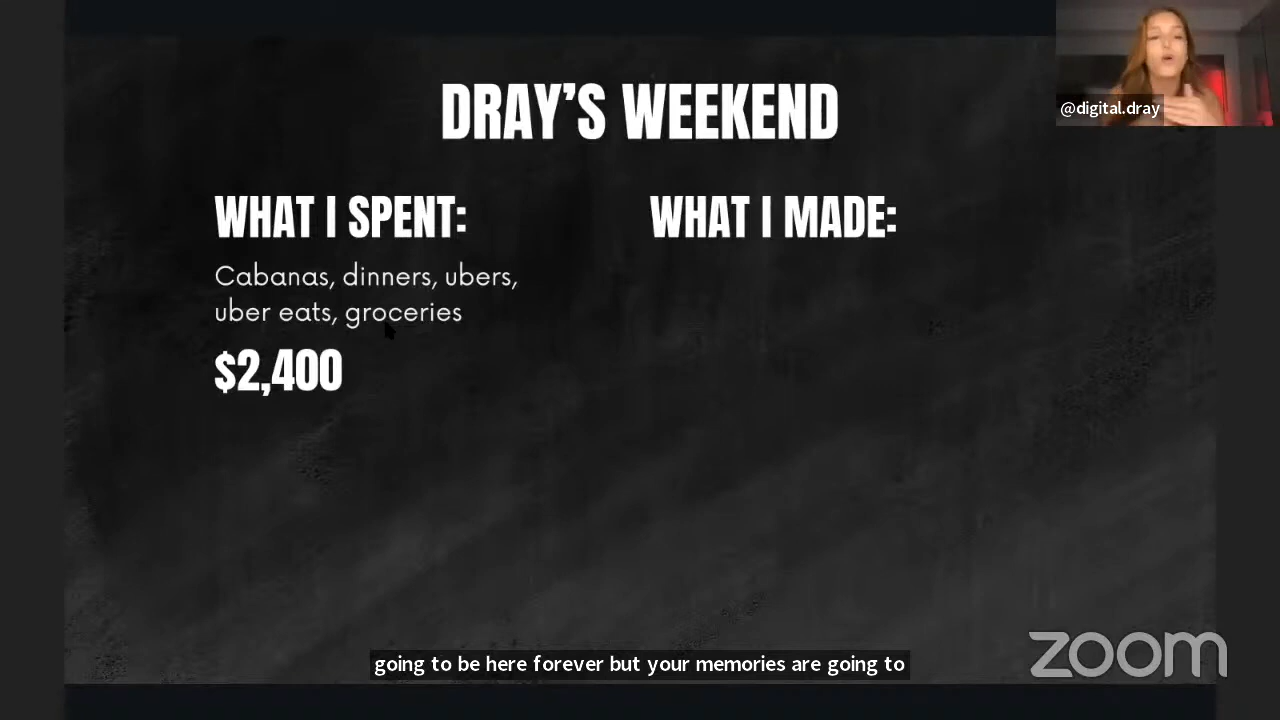 @digital.dray
DRAY'S WEEKEND
WHAT I SPENT:
Cabanas, dinners, ubers,
uber eats, groceries
$2,400
WHAT I MADE:
going to be here forever but your memories are going to
zoom